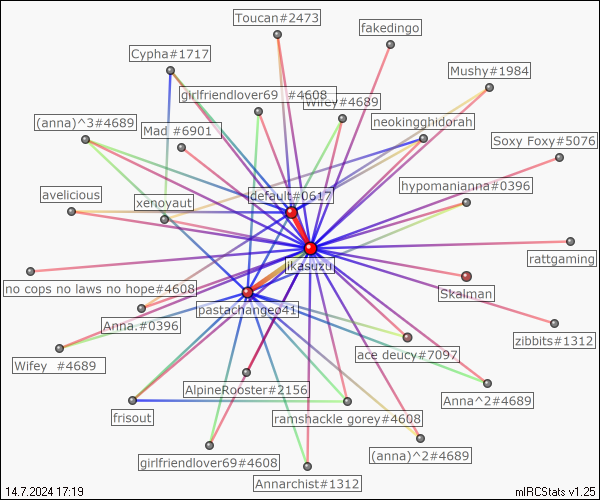 Toucan#2473
fakedingo
Cypha#1717
Mushy#1984
girlfriendlover69 #4608
Wifey#4689
(anna)^3#4689
Mad #6901
neokingghidorah
Soxy Foxy#5076
hypomanianna#0396
avelicious
xenoyaut
default#0617
rattgaming
ikasuzu
no cops no laws no hope#4608
Skalman
pastachangeo41
Anna.#0396
zibbits#1312
ace deucy#7097
Wifey #4689
AlpineRooster#2156
Anna^2#4689
frisout
ramshackle gorey#4608
(anna)^2#4689
girlfriendlover69#4608
Annarchist#1312
14.7.2024 17:19
mIRCStats v1.25